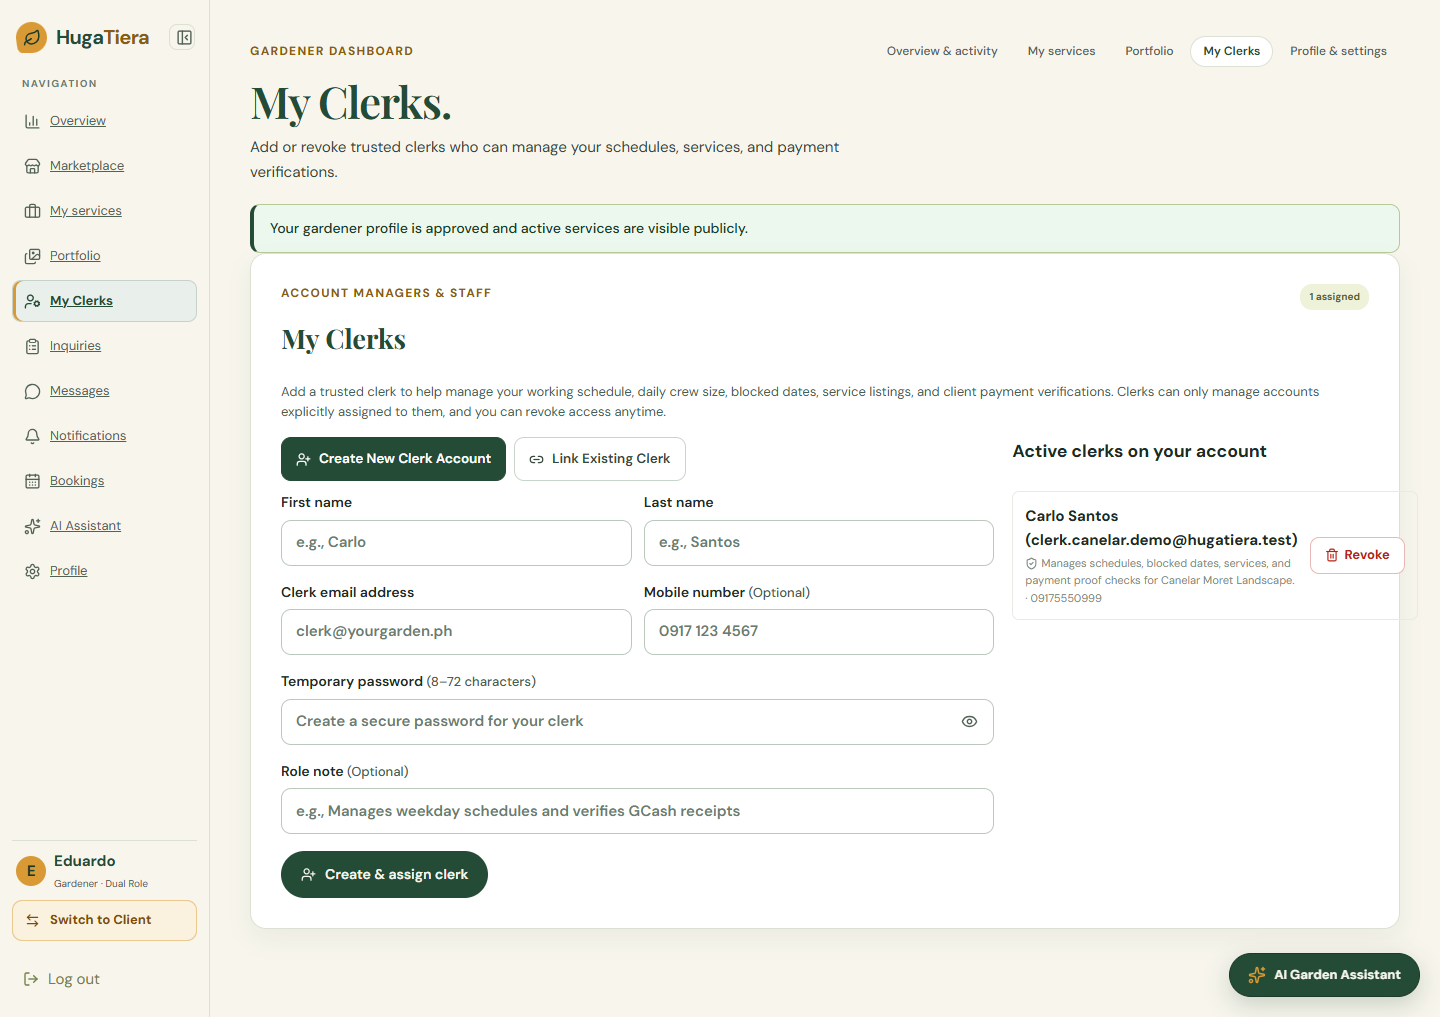 HugaTiera
NAVIGATION
Overview
Marketplace
My services
Portfolio
My Clerks
Inquiries
Messages
Notifications
Bookings
AI Assistant
Profile
E
Eduardo
Gardener · Dual Role
Switch to Client
Log out
GARDENER DASHBOARD
Overview & activity
My services
Portfolio
My Clerks
Profile & settings
My Clerks.
Add or revoke trusted clerks who can manage your schedules, services, and payment
verifications.
Your gardener profile is approved and active services are visible publicly.
ACCOUNT MANAGERS & STAFF
1 assigned
My Clerks
Add a trusted clerk to help manage your working schedule, daily crew size, blocked dates, service listings, and client payment verifications. Clerks can only manage accounts
explicitly assigned to them, and you can revoke access anytime.
Create New Clerk Account
Link Existing Clerk
First name
Last name
e.g., Carlo
e.g., Santos
Clerk email address
Mobile number (Optional)
clerk@yourgarden.ph
0917 123 4567
Temporary password (8–72 characters)
Create a secure password for your clerk
Role note (Optional)
e.g., Manages weekday schedules and verifies GCash receipts
Create & assign clerk
Active clerks on your account
Carlo Santos
(clerk.canelar.demo@hugatiera.test)
Manages schedules, blocked dates, services, and
payment proof checks for Canelar Moret Landscape.
· 09175550999
Revoke
AI Garden Assistant